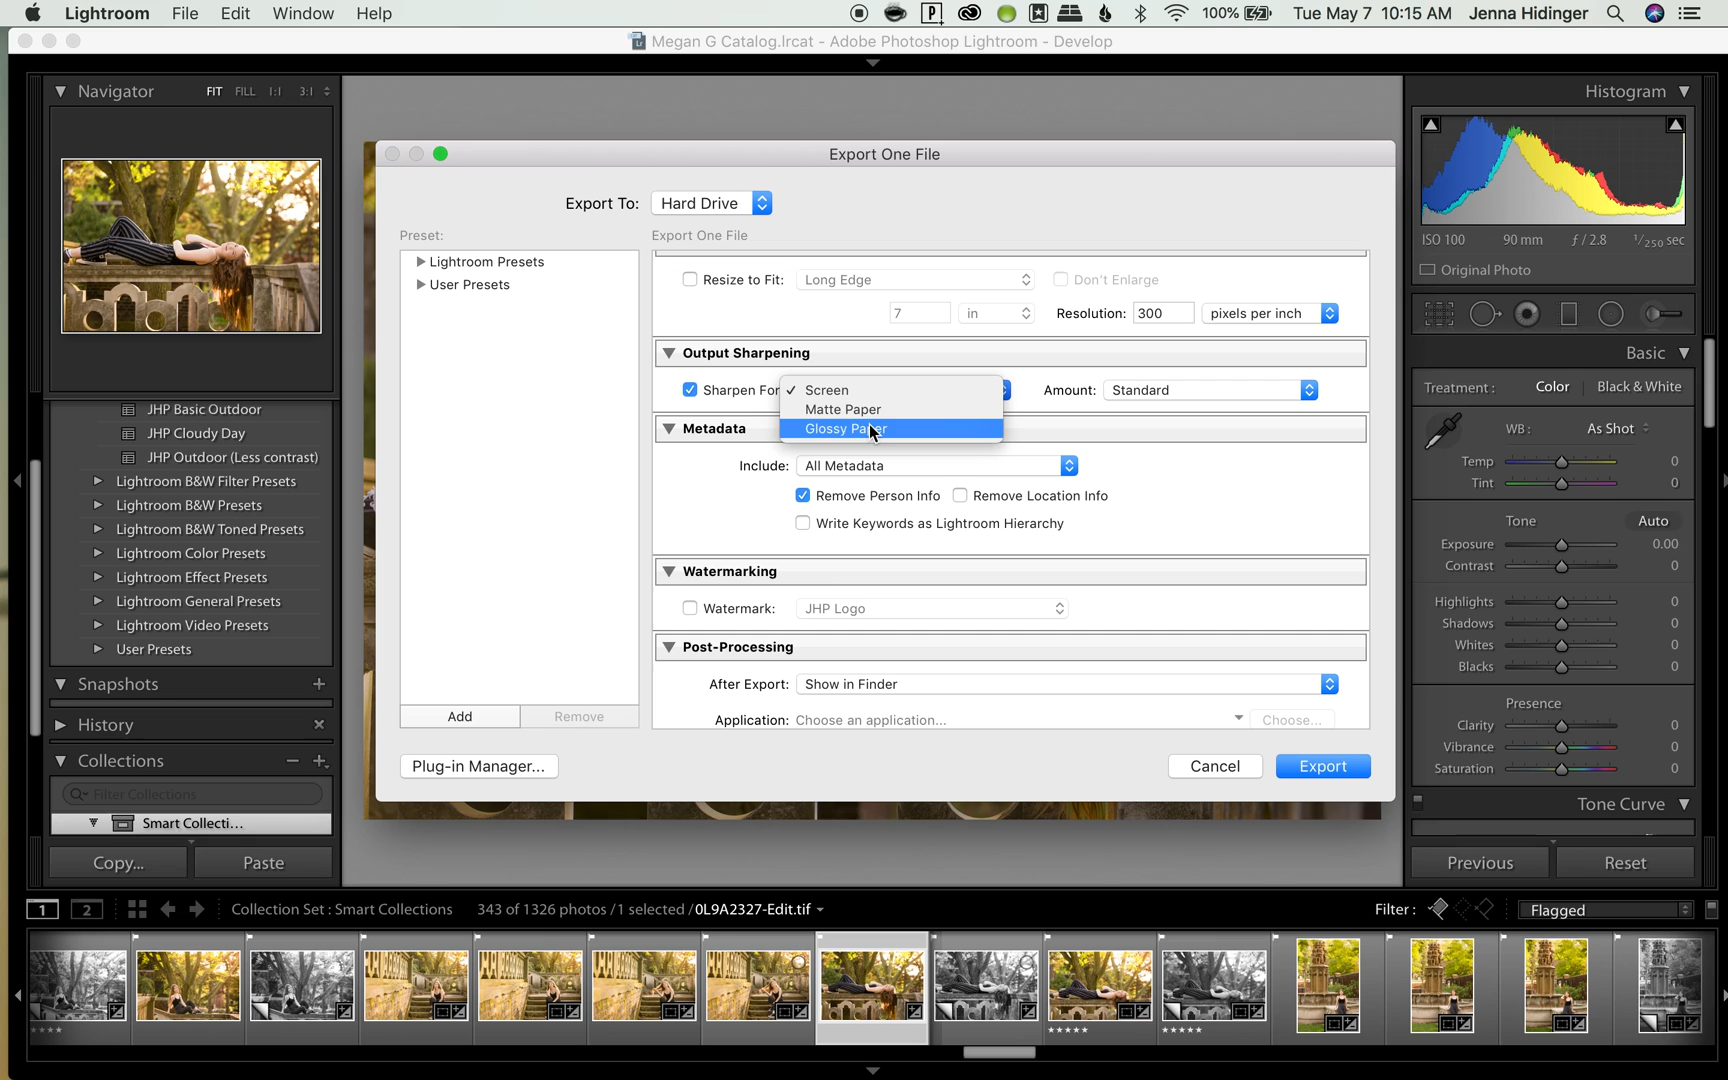 Lightroom File Edit Window Help
100% Tue May 7 10:15 AM Jenna Hidinger
Megan G Catalog.lrcat - Adobe Photoshop Lightroom - Develop
Navigator FIT FILL 1:1 3:1
JHP Basic Outdoor
JHP Cloudy Day
JHP Outdoor (Less contrast)
Lightroom B&W Filter Presets
Lightroom B&W Presets
Lightroom B&W Toned Presets
Lightroom Color Presets
Lightroom Effect Presets
Lightroom General Presets
Lightroom Video Presets
User Presets
Snapshots +
History ×
Collections − +
Filter Collections
Smart Collecti...
Copy... Paste
Export One File
Export To: Hard Drive
Preset:
Lightroom Presets
User Presets
Add Remove
Plug-in Manager...
Export One File
Resize to Fit: Long Edge Don't Enlarge
7 in Resolution: 300 pixels per inch
Output Sharpening
Sharpen For ✓ Screen Amount: Standard
Matte Paper
Glossy Paper
Metadata
Include: All Metadata
Remove Person Info Remove Location Info
Write Keywords as Lightroom Hierarchy
Watermarking
Watermark: JHP Logo
Post-Processing
After Export: Show in Finder
Application: Choose an application... Choose...
Cancel Export
Histogram
ISO 100 90 mm f / 2.8 1/250 sec
Original Photo
Basic
Treatment : Color Black & White
WB : As Shot
Temp 0
Tint 0
Tone Auto
Exposure 0.00
Contrast 0
Highlights 0
Shadows 0
Whites 0
Blacks 0
Presence
Clarity 0
Vibrance 0
Saturation 0
Tone Curve
Previous Reset
1 2 Collection Set : Smart Collections 343 of 1326 photos /1 selected /0L9A2327-Edit.tif Filter : Flagged